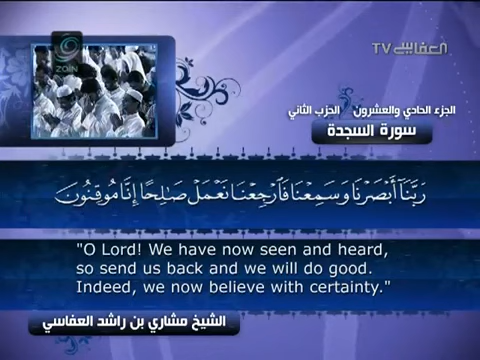 ZOIN
العفاسي TV
الجزء الحادي والعشرون الحزب الثاني
سورة السجدة
رَبَّنَآ أَبْصَرْنَا وَسَمِعْنَا فَٱرْجِعْنَا نَعْمَلْ صَٰلِحًا إِنَّا مُوقِنُونَ
"O Lord! We have now seen and heard,
so send us back and we will do good.
Indeed, we now believe with certainty."
الشيخ مشاري بن راشد العفاسي